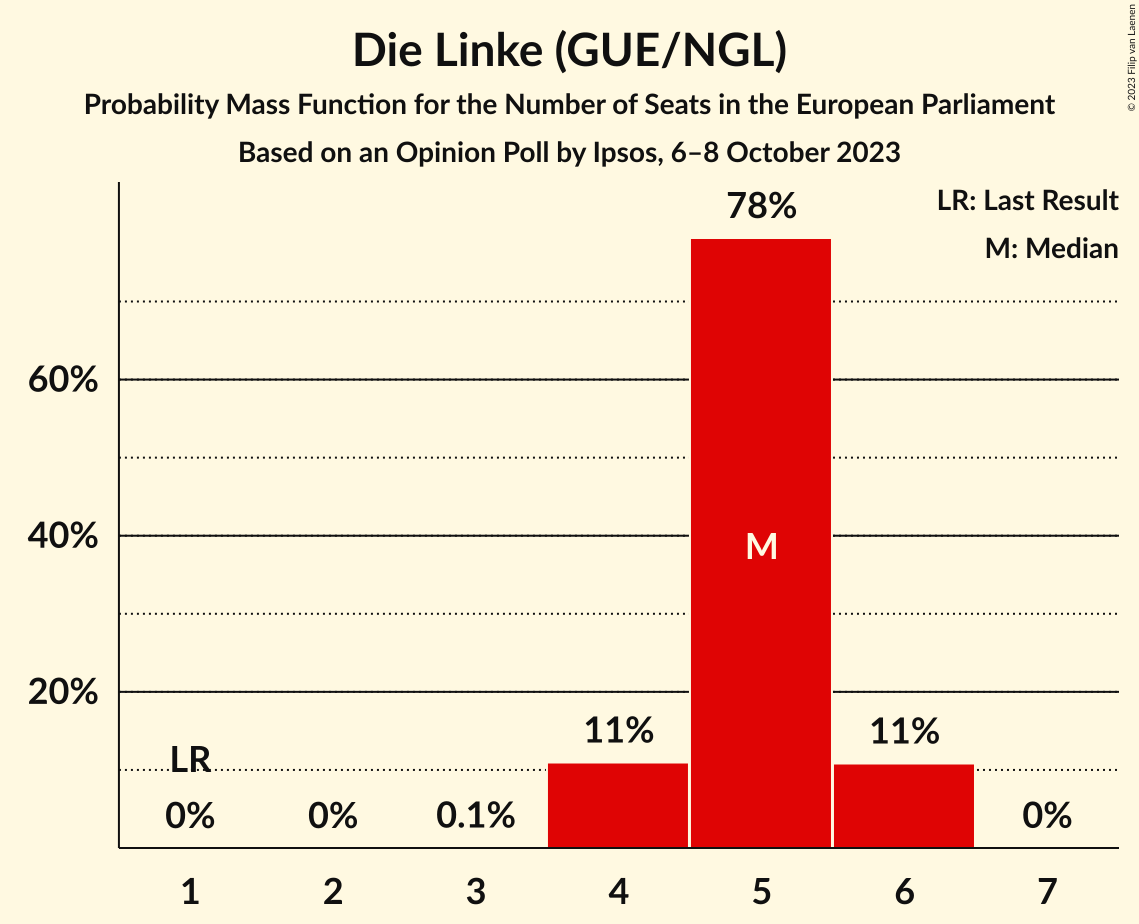 Die Linke (GUE/NGL)
Probability Mass Function for the Number of Seats in the European Parliament
Based on an Opinion Poll by Ipsos, 6–8 October 2023
© 2023 Filip van Laenen
LR: Last Result
M: Median
78%
60%
40%
M
20%
11%
11%
LR
0%
0%
0.1%
0%
1
2
3
4
5
6
7